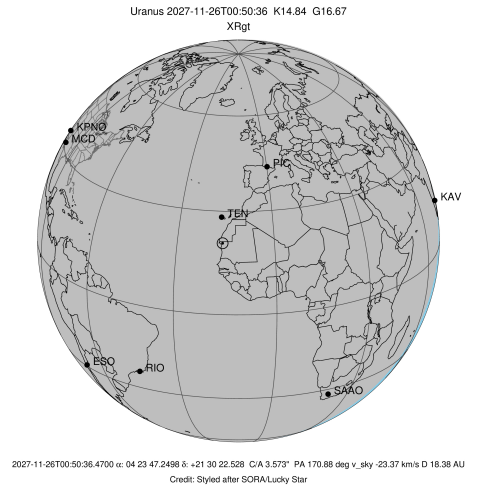 Uranus 2027-11-26T00:50:36 K14.84 G16.67
XRgt
KPNO
MCD
PIC
KAV
TEN
ESO
RIO
SAAO
2027-11-26T00:50:36.4700 α: 04 23 47.2498 δ: +21 30 22.528 C/A 3.573" PA 170.88 deg v_sky -23.37 km/s D 18.38 AU
Credit: Styled after SORA/Lucky Star